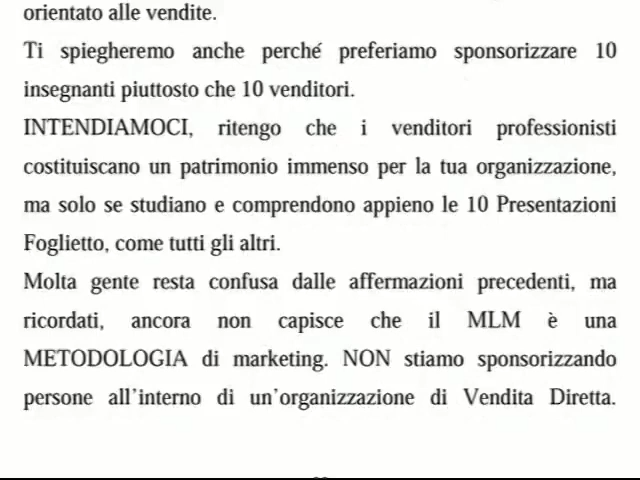 orientato alle vendite.
Ti spiegheremo anche perché preferiamo sponsorizzare 10
insegnanti piuttosto che 10 venditori.
INTENDIAMOCI, ritengo che i venditori professionisti
costituiscano un patrimonio immenso per la tua organizzazione,
ma solo se studiano e comprendono appieno le 10 Presentazioni
Foglietto, come tutti gli altri.
Molta gente resta confusa dalle affermazioni precedenti, ma
ricordati, ancora non capisce che il MLM è una
METODOLOGIA di marketing. NON stiamo sponsorizzando
persone all'interno di un'organizzazione di Vendita Diretta.